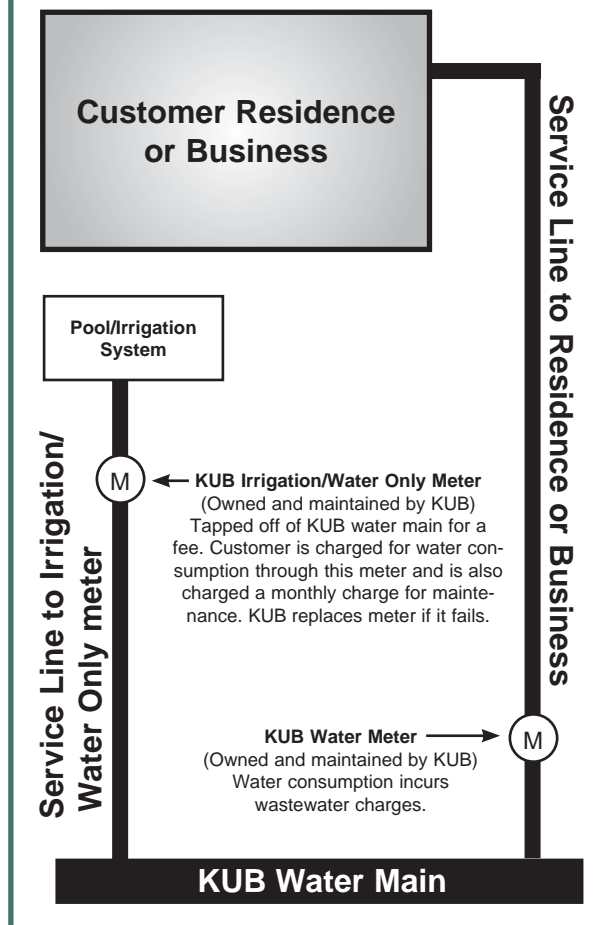 Customer Residence
or Business
Service Line to Residence or Business
Pool/Irrigation
System
Service Line to Irrigation/
Water Only meter
M
KUB Irrigation/Water Only Meter
(Owned and maintained by KUB)
Tapped off of KUB water main for a
fee. Customer is charged for water con-
sumption through this meter and is also
charged a monthly charge for mainte-
nance. KUB replaces meter if it fails.
KUB Water Meter
(Owned and maintained by KUB)
Water consumption incurs
wastewater charges.
M
KUB Water Main